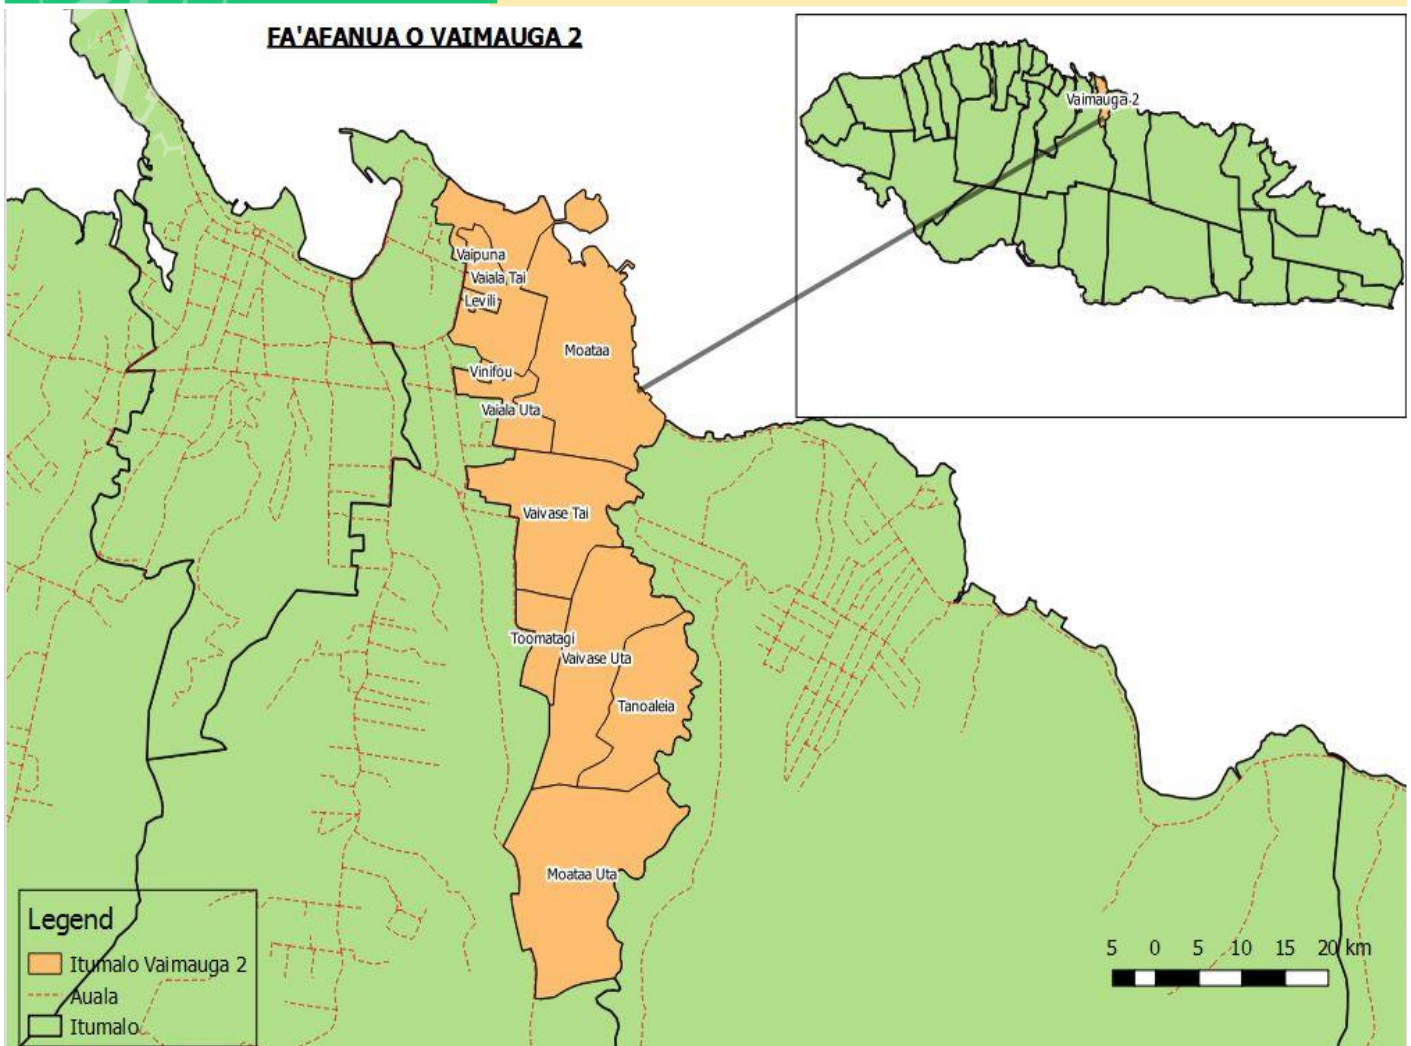 FA'AFANUA O VAIMAUGA 2
Vaimauga 2
Vaipuna
Vaiala Tai
Levili
Moataa
Vinifou
Vaiala Uta
Vaivase Tai
Toomatagi
Vaivase Uta
Tanoaleia
Moataa Uta
Legend
Itumalo Vaimauga 2
Auala
Itumalo
5 0 5 10 15 20 km